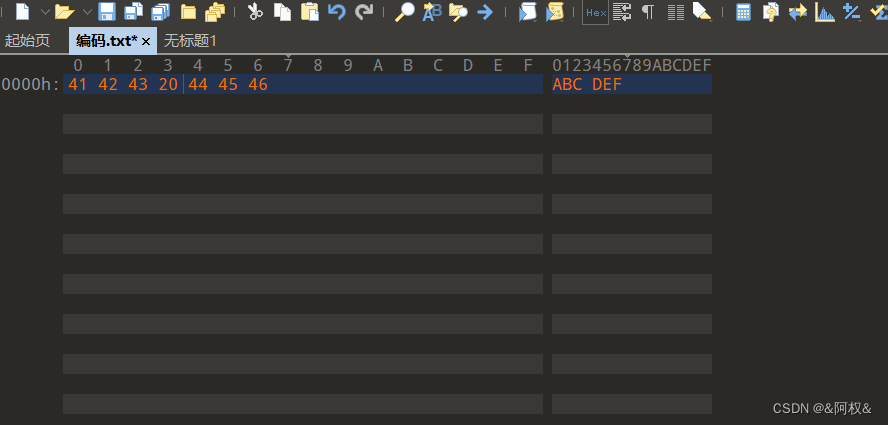 Hex
起始页 编码.txt* × 无标题1
0 1 2 3 4 5 6 7 8 9 A B C D E F 0123456789ABCDEF
0000h: 41 42 43 20 44 45 46 ABC DEF
CSDN @&阿权&